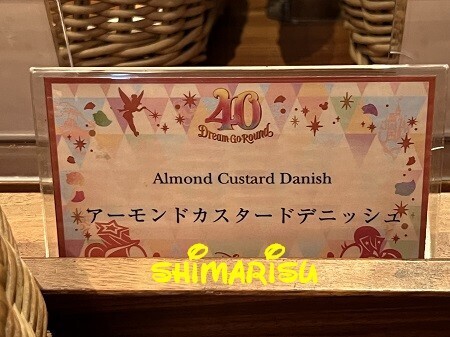 40
Dream-Go-Round
Almond Custard Danish
アーモンドカスタードデニッシュ
SHIMARISU